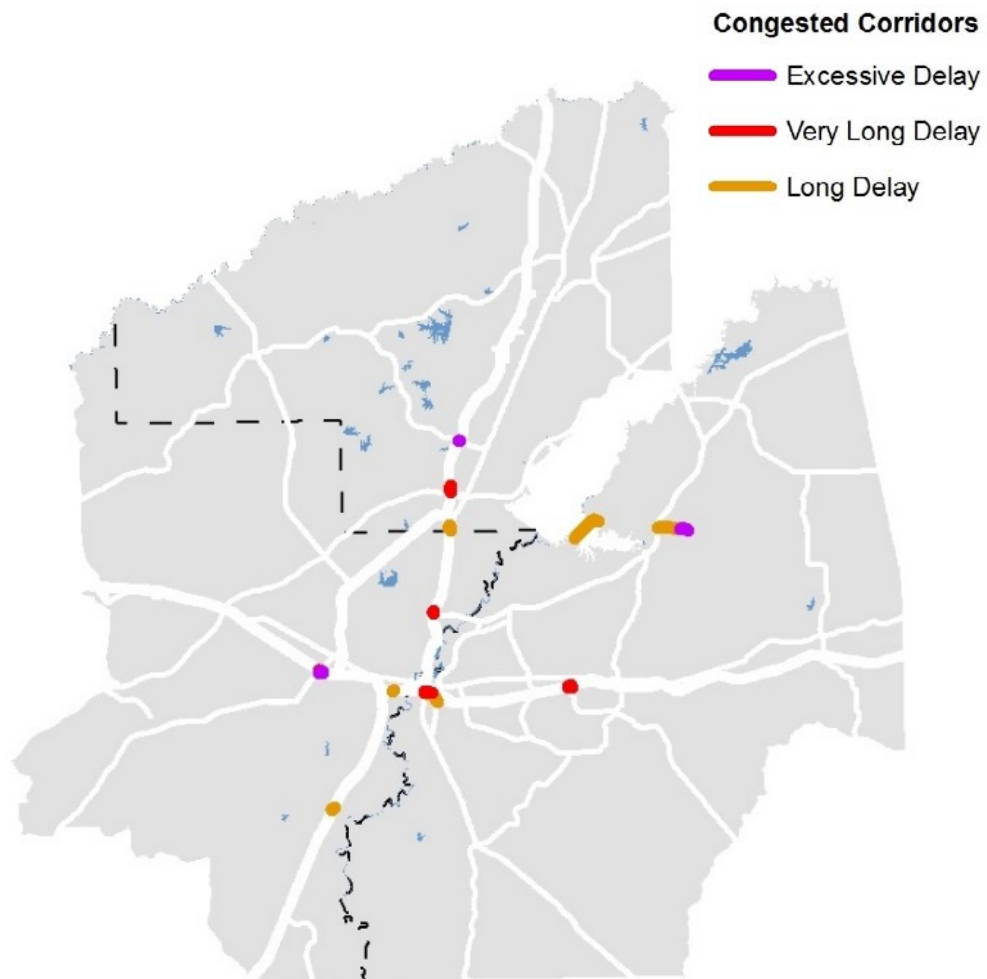 Congested Corridors
Excessive Delay
Very Long Delay
Long Delay